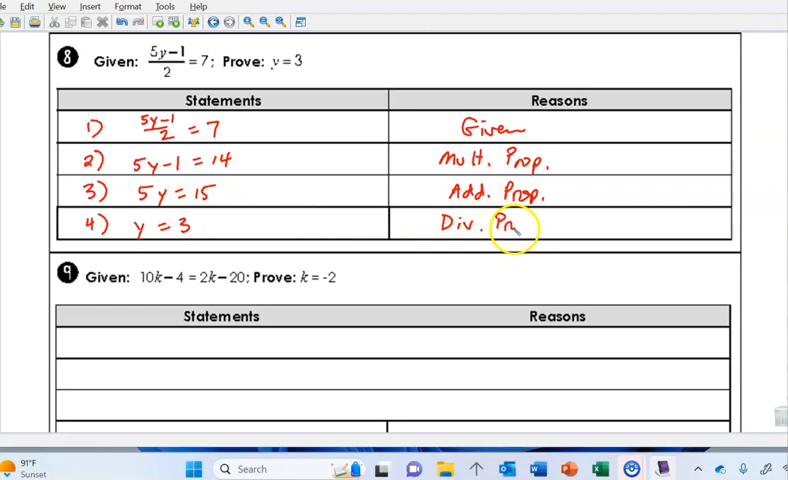 Edit View Insert Format Tools Help
8 Given: 5y−1/2 = 7; Prove: y = 3
Statements Reasons
1) 5y−1/2 = 7 Given
2) 5y−1 = 14 Mult. Prop.
3) 5y = 15 Add. Prop.
4) y = 3 Div. Pr
9 Given: 10k − 4 = 2k − 20; Prove: k = -2
Statements Reasons
91°F
Sunset
Search